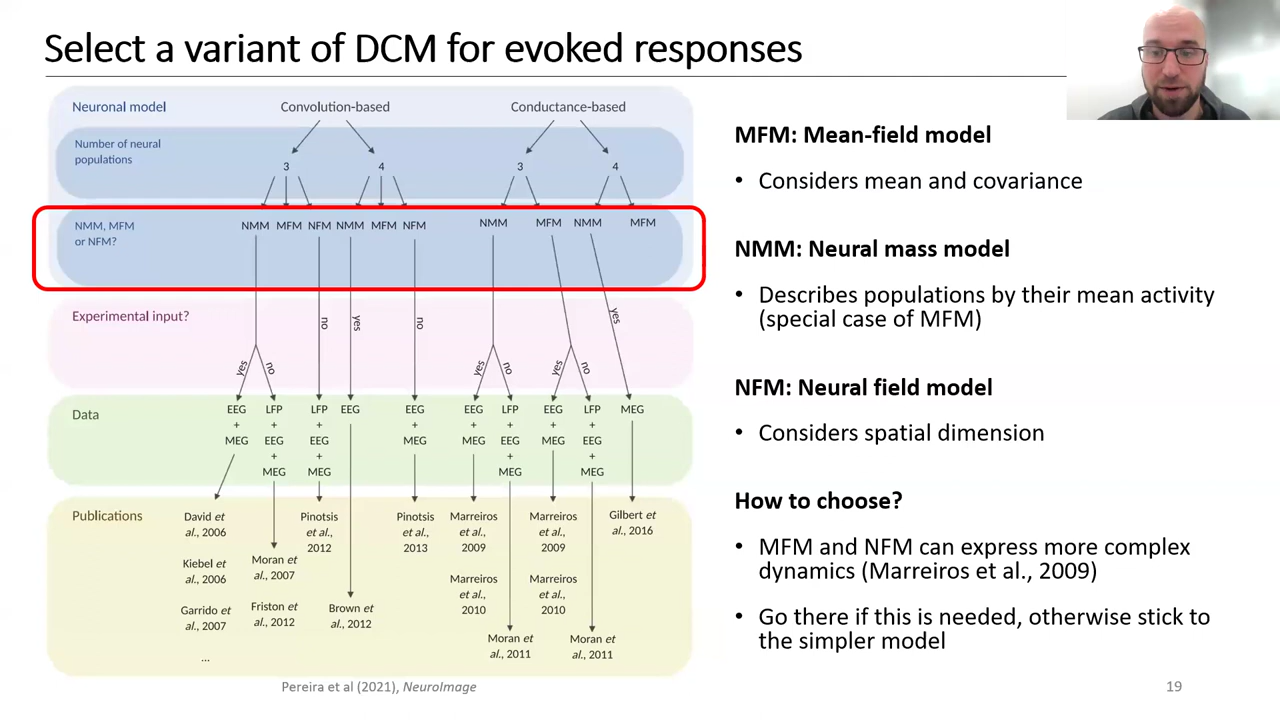 Select a variant of DCM for evoked responses
Neuronal model
Convolution-based
Conductance-based
Number of neural
populations
3
4
3
4
NMM, MFM
or NFM?
NMM MFM NFM NMM MFM NFM
NMM MFM NMM MFM
Experimental input?
no
yes
no
yes
yes
no
yes
no
yes
no
Data
EEG
+
MEG
LFP
+
EEG
+
MEG
LFP
+
EEG
+
MEG
EEG
EEG
+
MEG
EEG
+
MEG
LFP
+
EEG
+
MEG
EEG
+
MEG
LFP
+
EEG
+
MEG
MEG
Publications
David et
al., 2006
Kiebel et
al., 2006
Garrido et
al., 2007
...
Moran et
al., 2007
Friston et
al., 2012
Pinotsis
et al.,
2012
Brown et
al., 2012
Pinotsis
et al.,
2013
Marreiros
et al.,
2009
Marreiros
et al.,
2010
Moran et
al., 2011
Marreiros
et al.,
2009
Marreiros
et al.,
2010
Moran et
al., 2011
Gilbert et
al., 2016
MFM: Mean-field model
• Considers mean and covariance
NMM: Neural mass model
• Describes populations by their mean activity
(special case of MFM)
NFM: Neural field model
• Considers spatial dimension
How to choose?
• MFM and NFM can express more complex
dynamics (Marreiros et al., 2009)
• Go there if this is needed, otherwise stick to
the simpler model
Pereira et al (2021), NeuroImage
19